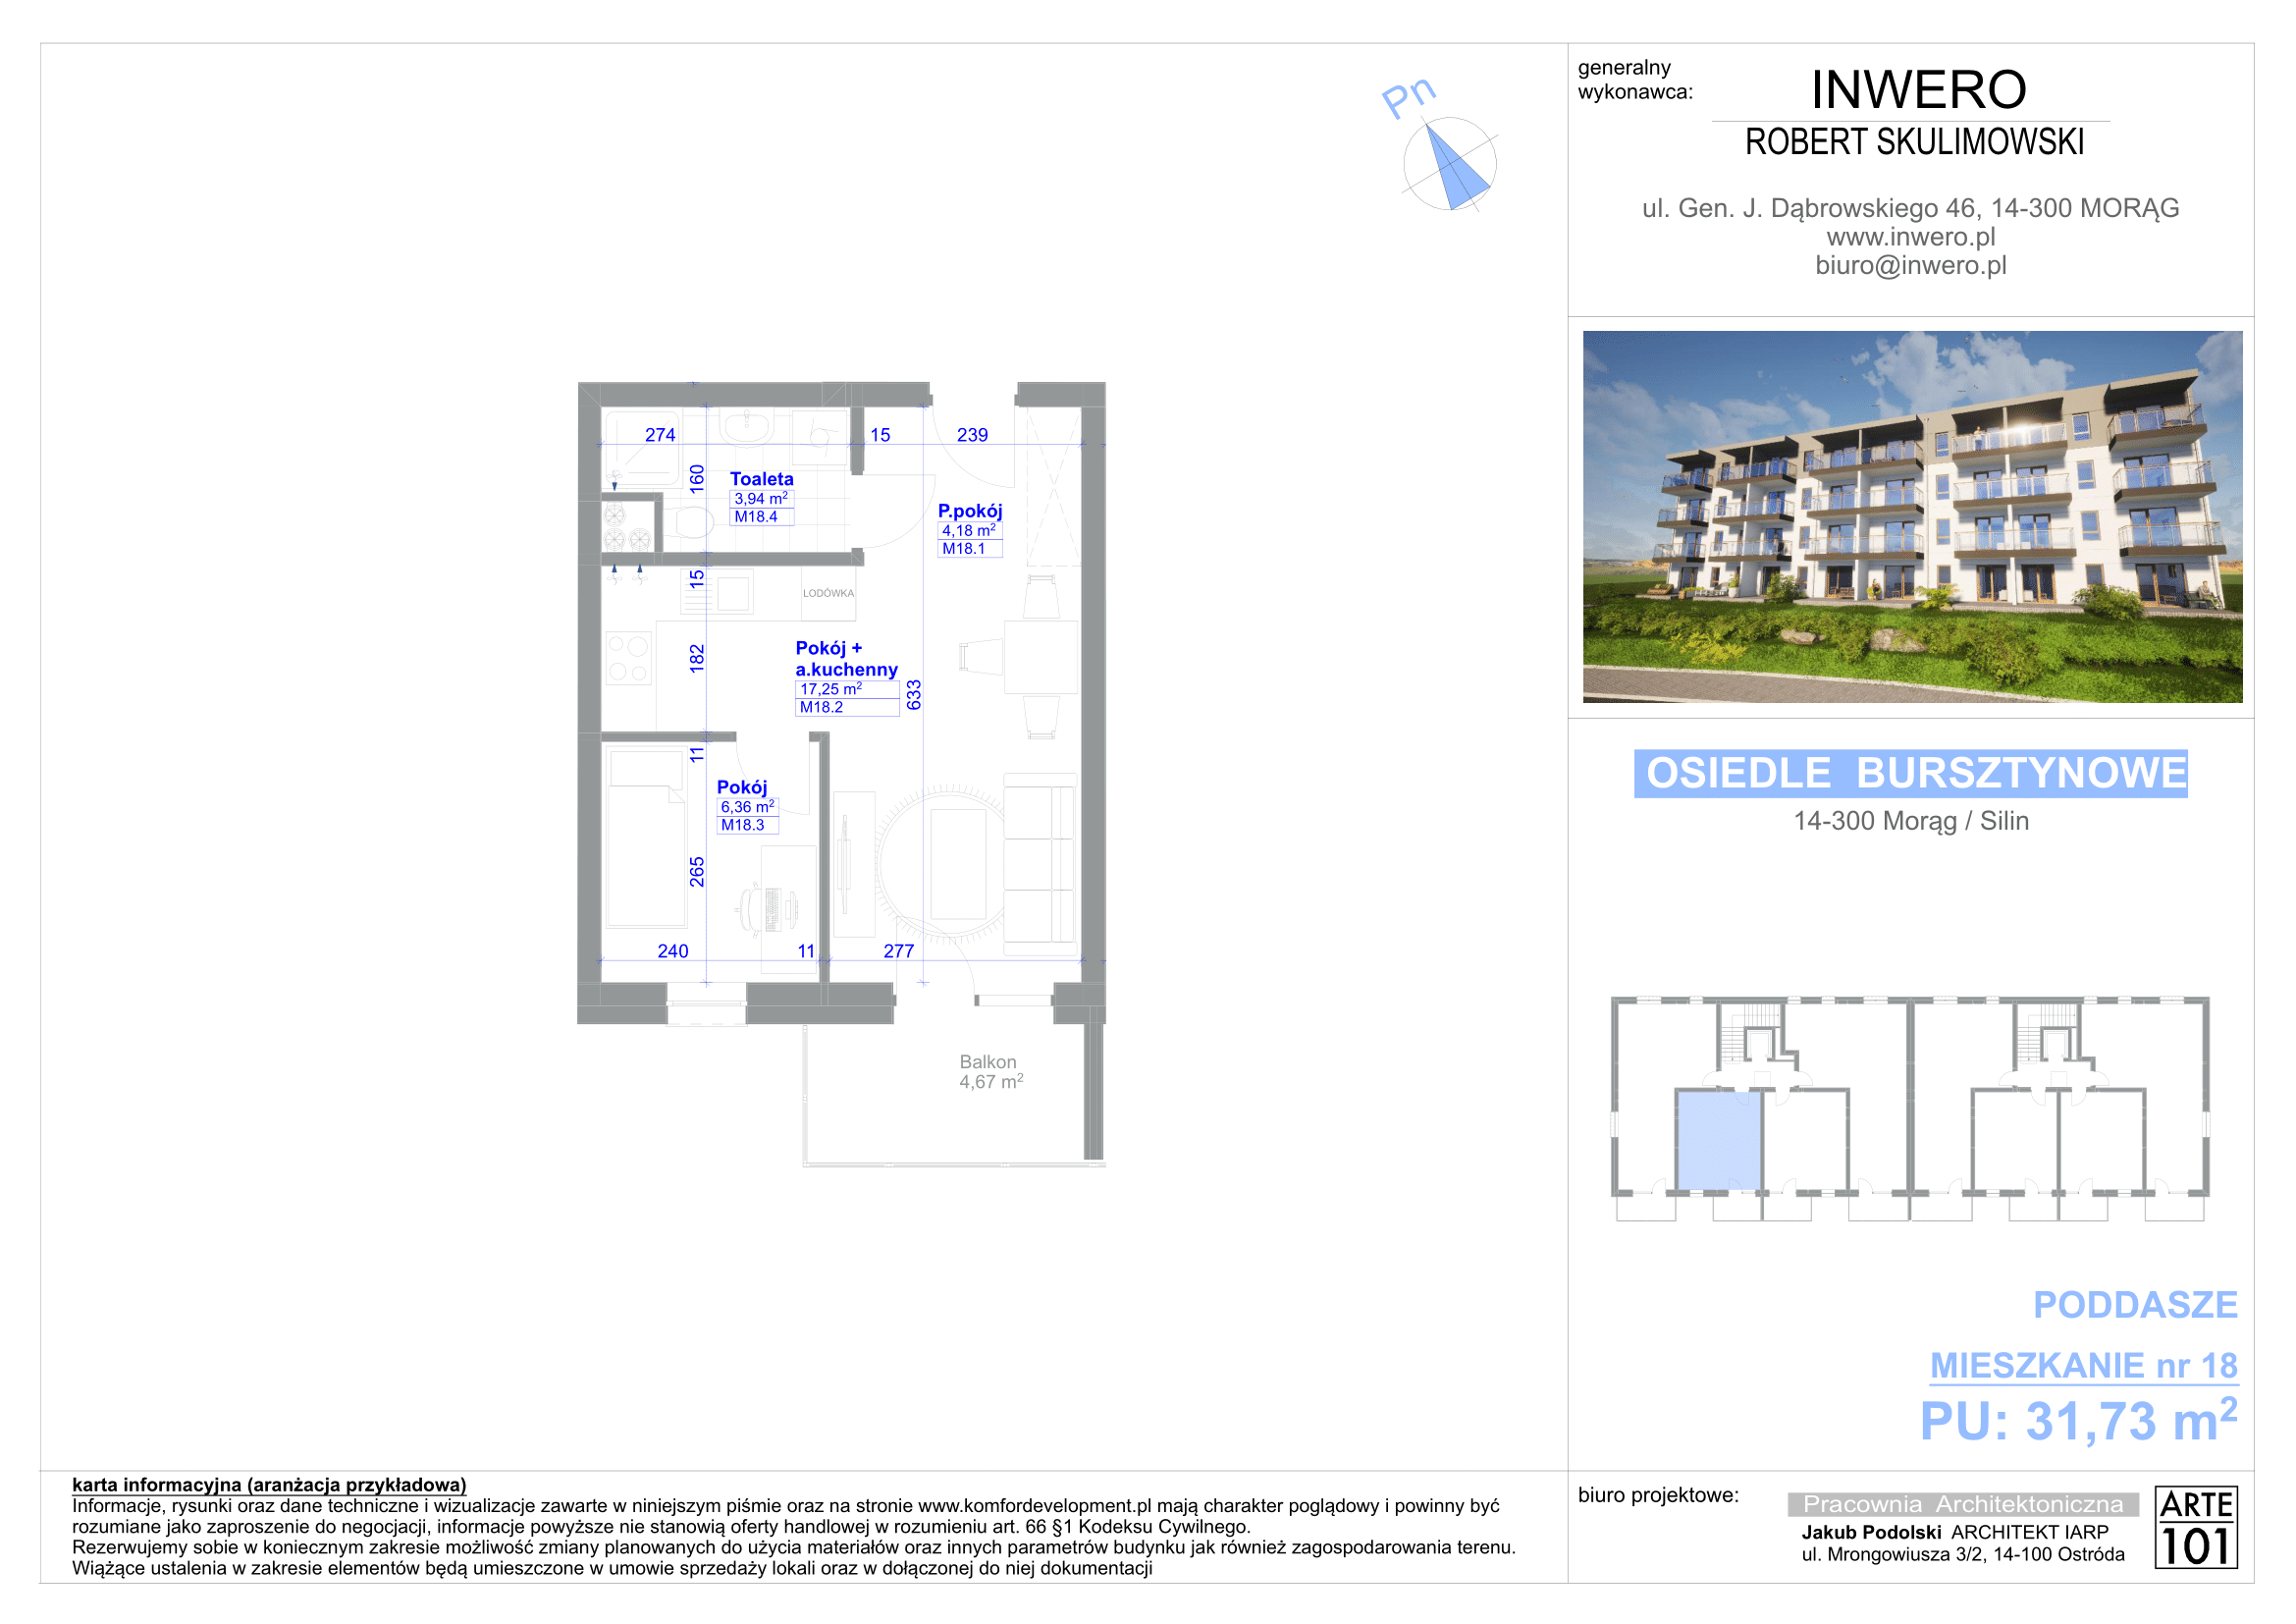 Pn
274
15
239
160
Toaleta
3,94 m²
M18.4
P.pokój
4,18 m²
M18.1
15
LODÓWKA
182
Pokój +
a.kuchenny
17,25 m²
M18.2
633
11
Pokój
6,36 m²
M18.3
265
240
11
277
Balkon
4,67 m²
generalny
wykonawca:
INWERO
ROBERT SKULIMOWSKI
ul. Gen. J. Dąbrowskiego 46, 14-300 MORĄG
www.inwero.pl
biuro@inwero.pl
OSIEDLE BURSZTYNOWE
14-300 Morąg / Silin
PODDASZE
MIESZKANIE nr 18
PU: 31,73 m²
karta informacyjna (aranżacja przykładowa)
Informacje, rysunki oraz dane techniczne i wizualizacje zawarte w niniejszym piśmie oraz na stronie www.komfordevelopment.pl mają charakter poglądowy i powinny być
rozumiane jako zaproszenie do negocjacji, informacje powyższe nie stanowią oferty handlowej w rozumieniu art. 66 §1 Kodeksu Cywilnego.
Rezerwujemy sobie w koniecznym zakresie możliwość zmiany planowanych do użycia materiałów oraz innych parametrów budynku jak również zagospodarowania terenu.
Wiążące ustalenia w zakresie elementów będą umieszczone w umowie sprzedaży lokali oraz w dołączonej do niej dokumentacji
biuro projektowe:
Pracownia Architektoniczna
Jakub Podolski ARCHITEKT IARP
ul. Mrongowiusza 3/2, 14-100 Ostróda
ARTE
101